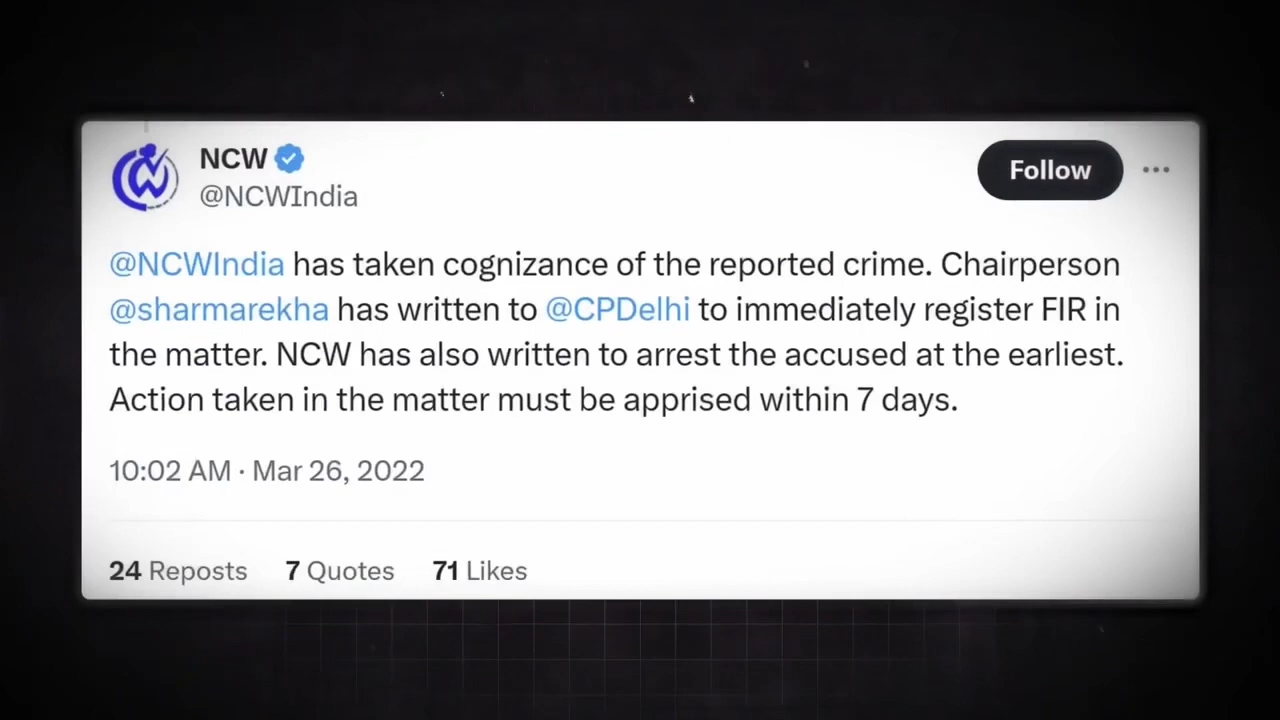 NCW
@NCWIndia
Follow
@NCWIndia has taken cognizance of the reported crime. Chairperson
@sharmarekha has written to @CPDelhi to immediately register FIR in
the matter. NCW has also written to arrest the accused at the earliest.
Action taken in the matter must be apprised within 7 days.
10:02 AM · Mar 26, 2022
24 Reposts 7 Quotes 71 Likes